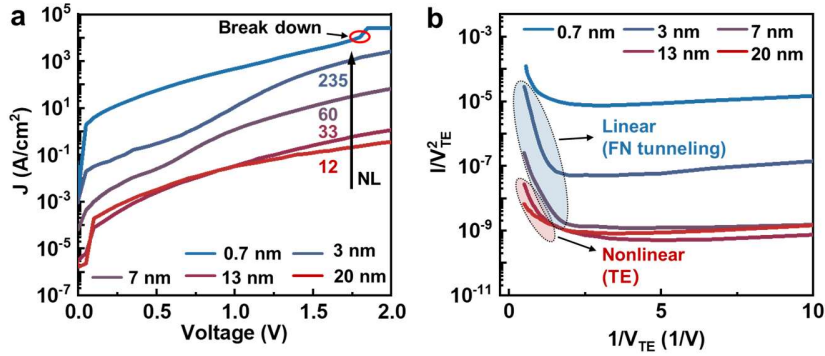 a
J (A/cm²)
10⁵
10³
10¹
10⁻¹
10⁻³
10⁻⁵
10⁻⁷
Break down
235
60
33
12
NL
0.7 nm
3 nm
7 nm
13 nm
20 nm
0.0
0.5
1.0
1.5
2.0
Voltage (V)
b
I/V²TE
10⁻³
10⁻⁵
10⁻⁷
10⁻⁹
10⁻¹¹
0.7 nm
3 nm
7 nm
13 nm
20 nm
Linear
(FN tunneling)
Nonlinear
(TE)
0
5
10
1/VTE (1/V)